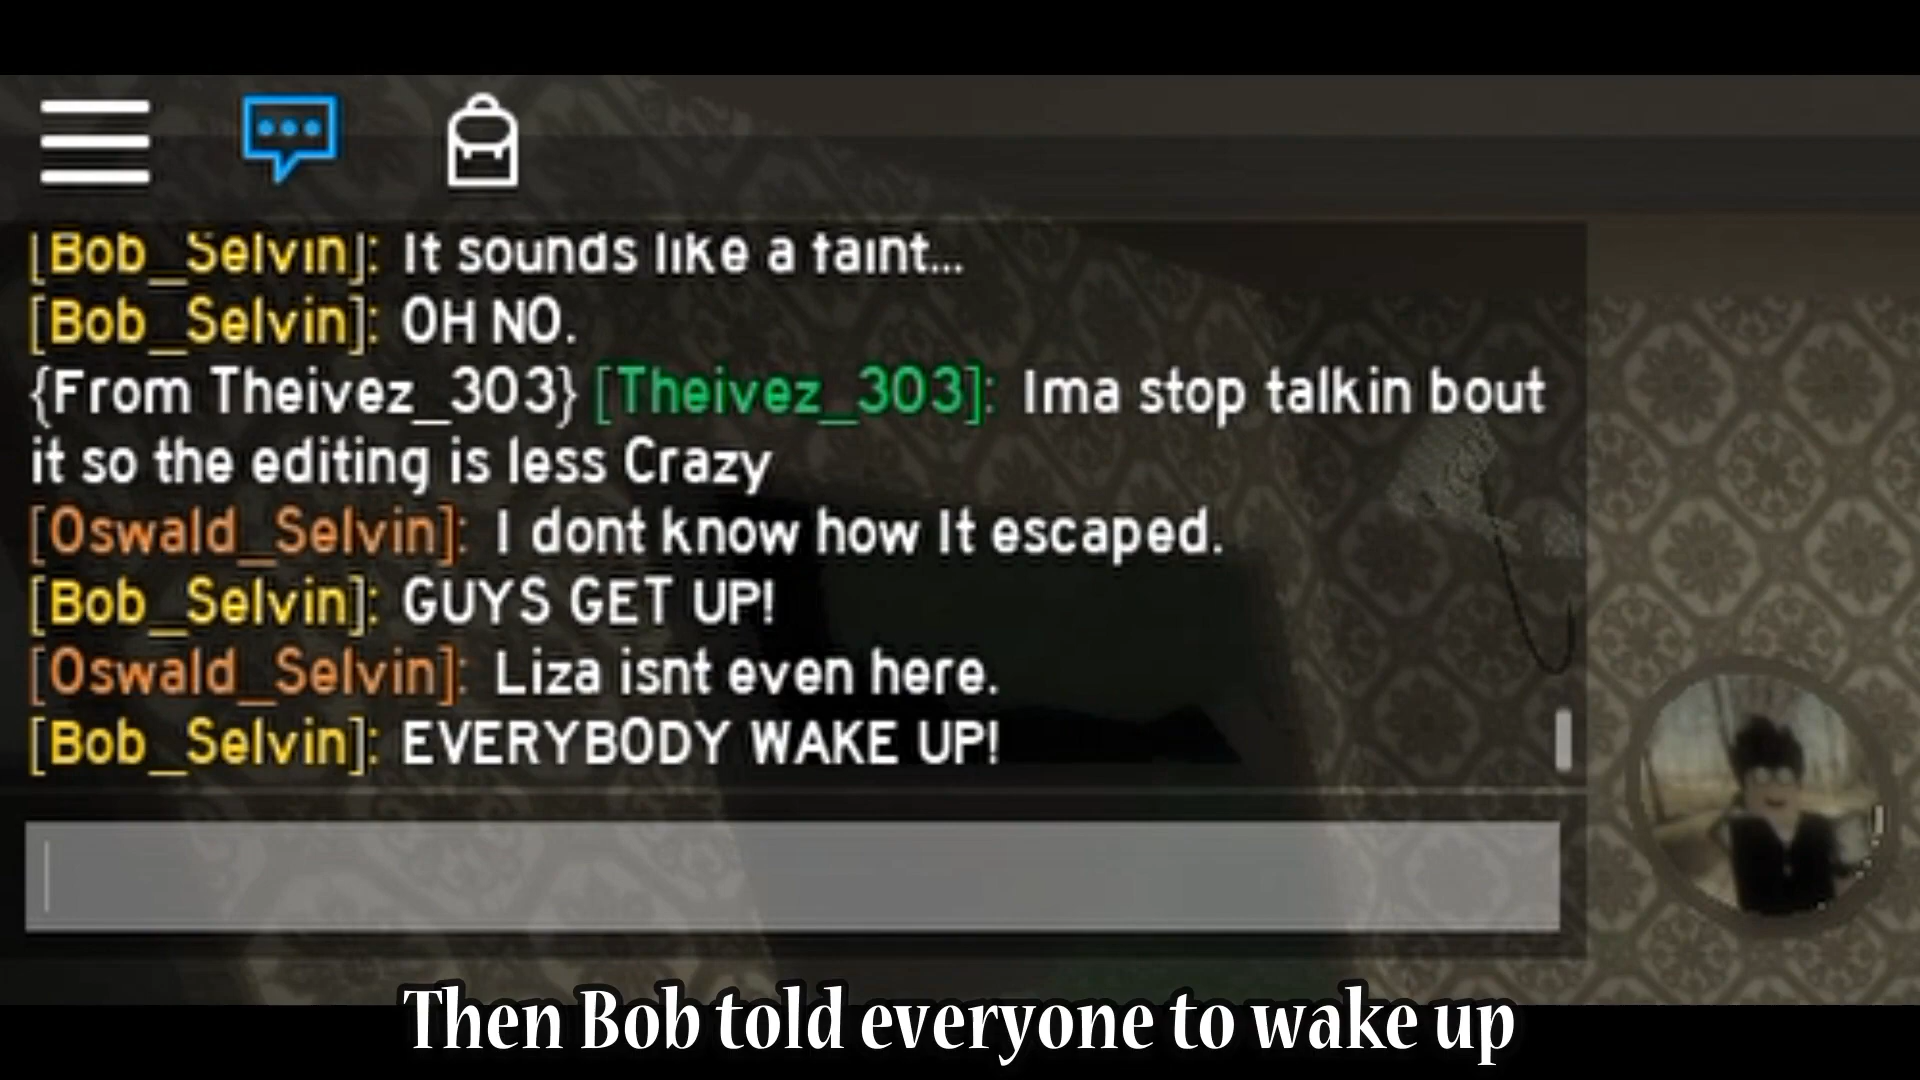 [Bob_Selvin]: It sounds like a faint...
[Bob_Selvin]: OH NO.
{From Theivez_303} [Theivez_303]: Ima stop talkin bout
it so the editing is less Crazy
[Oswald_Selvin]: I dont know how It escaped.
[Bob_Selvin]: GUYS GET UP!
[Oswald_Selvin]: Liza isnt even here.
[Bob_Selvin]: EVERYBODY WAKE UP!
Then Bob told everyone to wake up